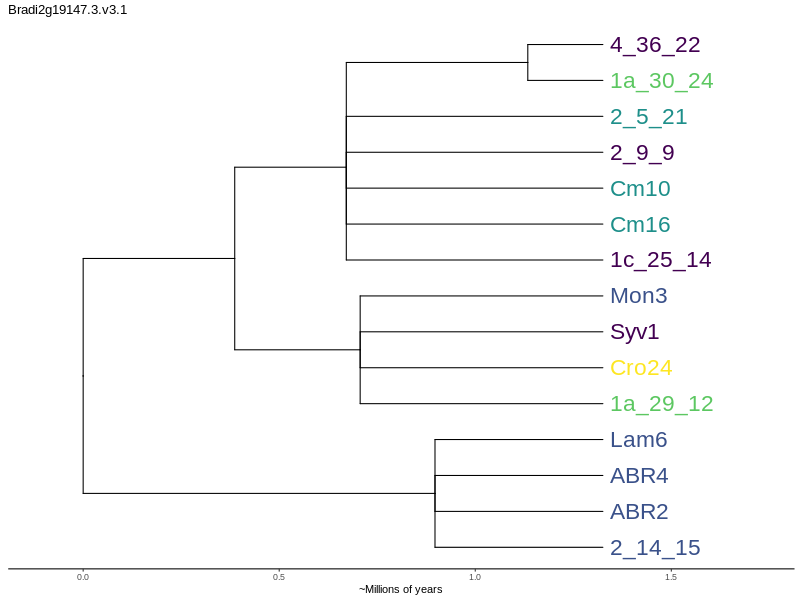 Bradi2g19147.3.v3.1
4_36_22
1a_30_24
2_5_21
2_9_9
Cm10
Cm16
1c_25_14
Mon3
Syv1
Cro24
1a_29_12
Lam6
ABR4
ABR2
2_14_15
0.0 0.5 1.0 1.5
~Millions of years